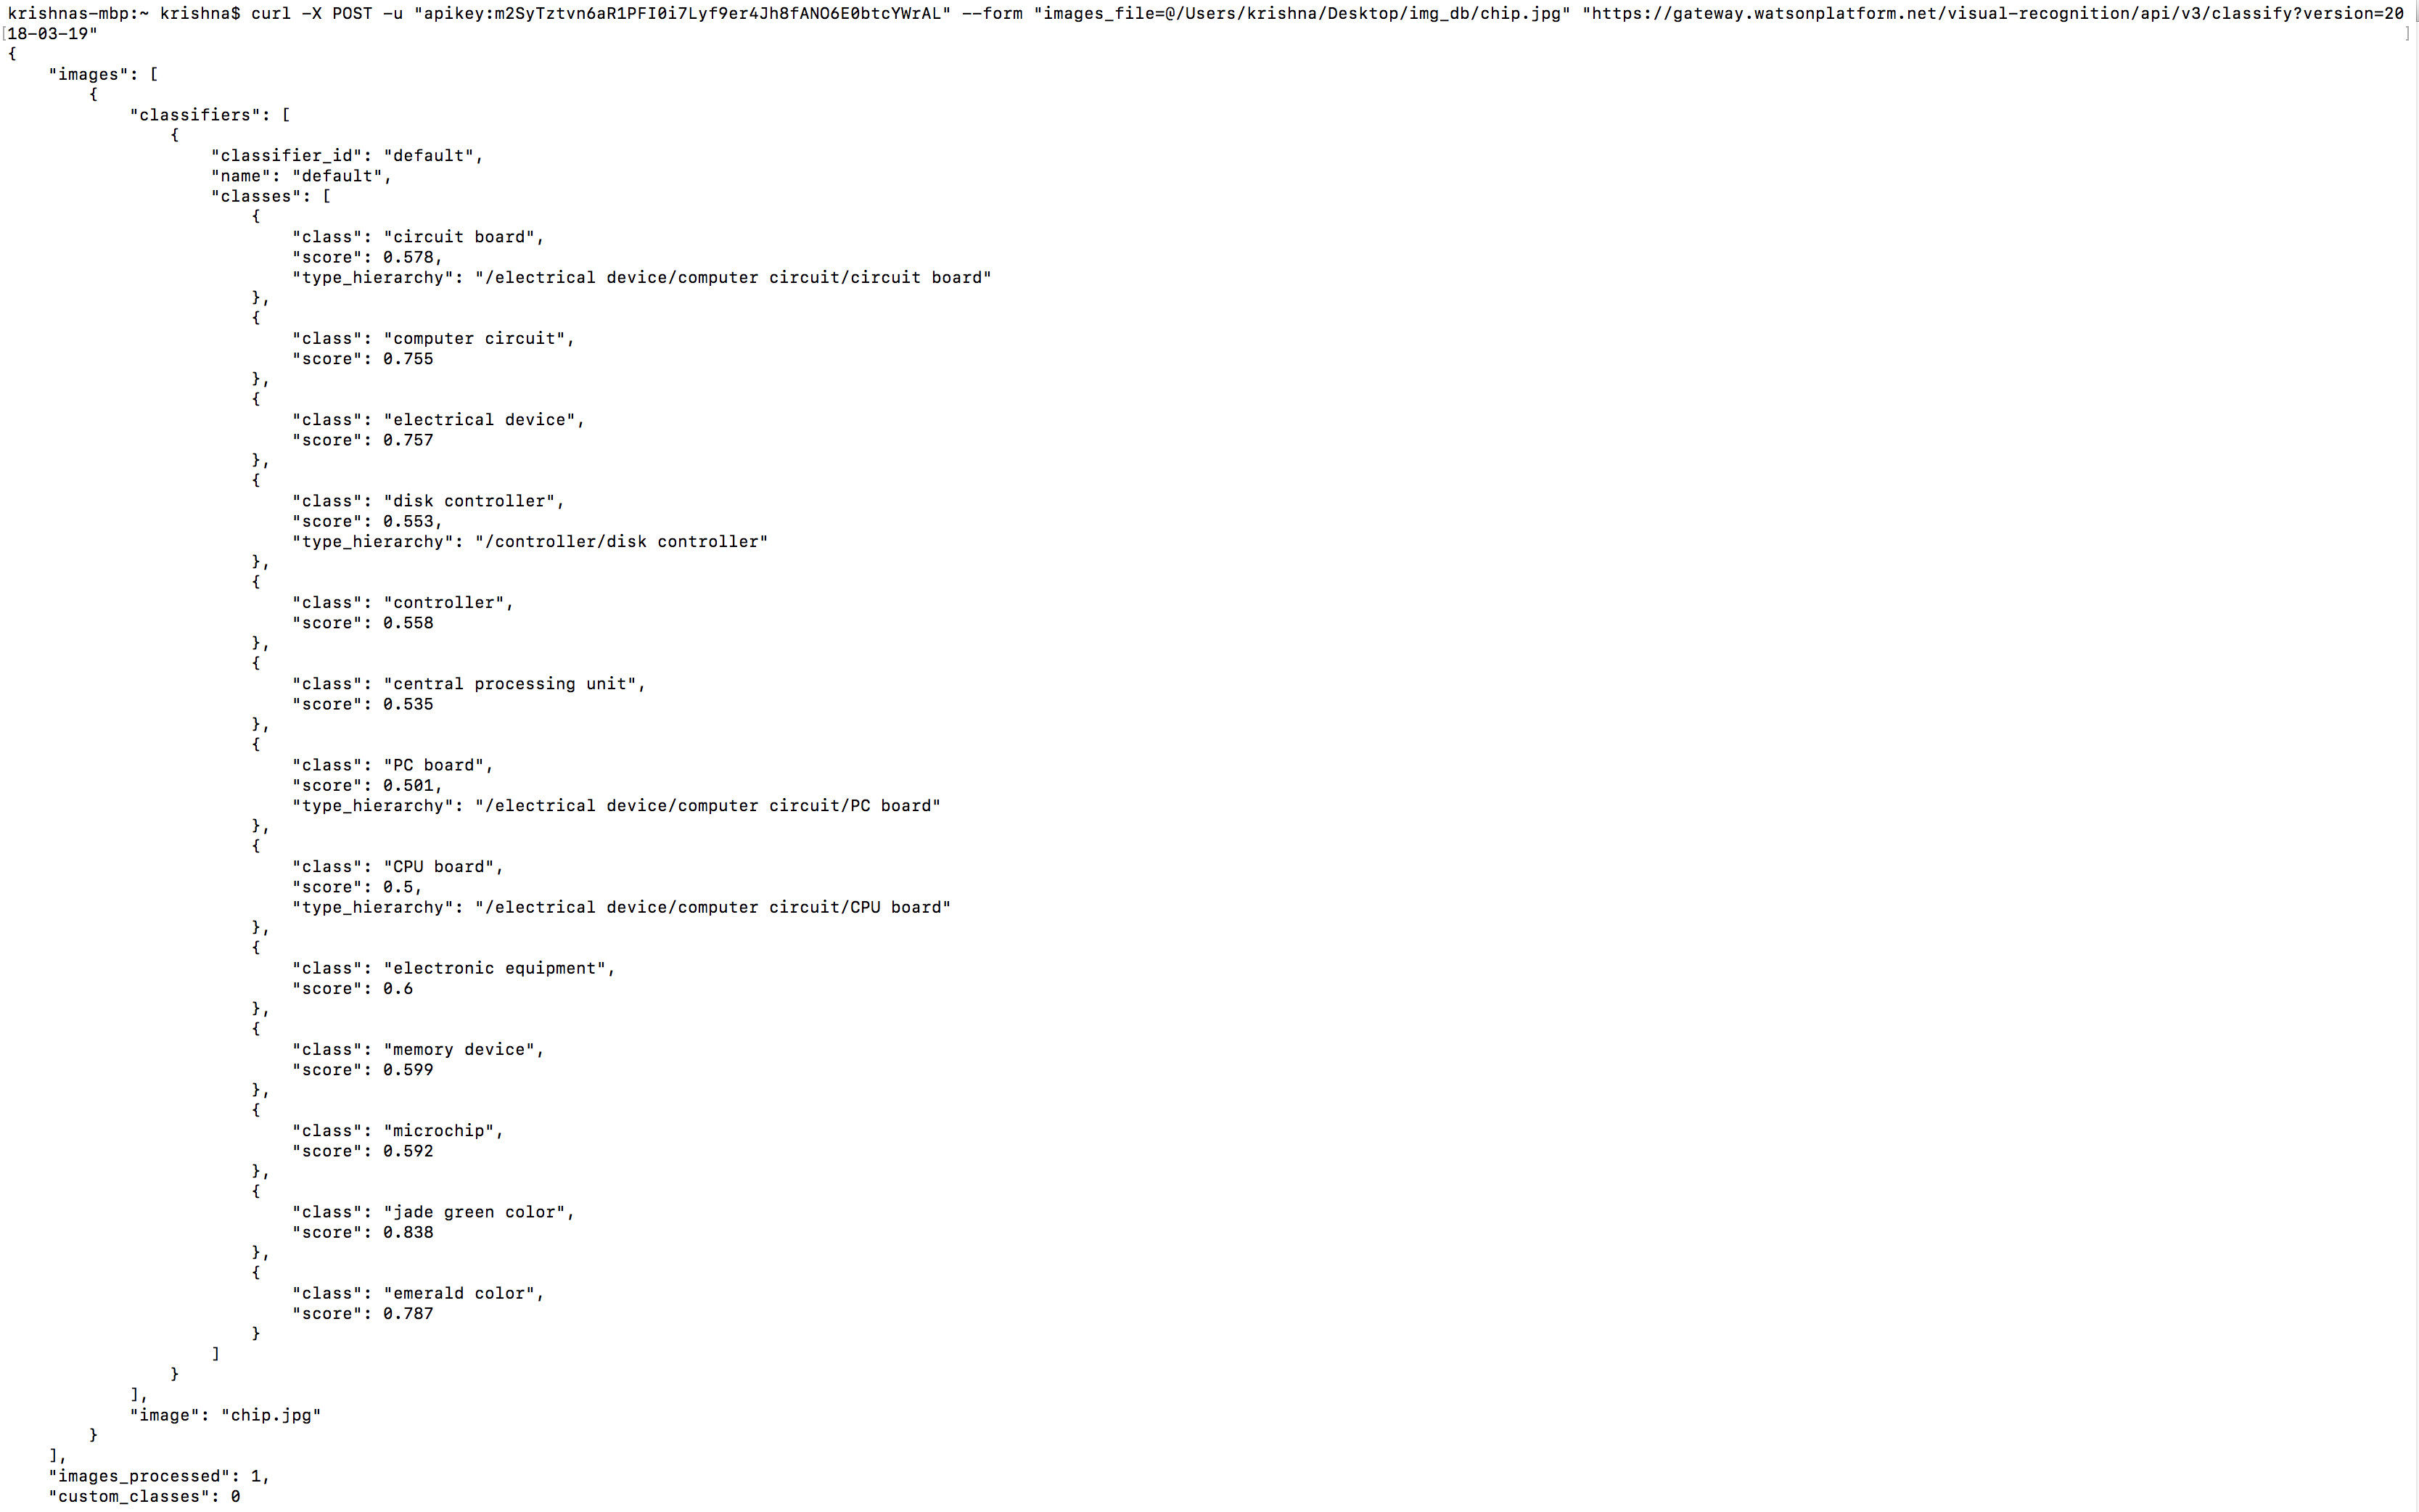 krishnas-mbp:~ krishna$ curl -X POST -u "apikey:m2SyTztvn6aR1PFI0i7Lyf9er4Jh8fANO6E0btcYWrAL" --form "images_file=@/Users/krishna/Desktop/img_db/chip.jpg" "https://gateway.watsonplatform.net/visual-recognition/api/v3/classify?version=20
[18-03-19" ]
{
    "images": [
        {
            "classifiers": [
                {
                    "classifier_id": "default",
                    "name": "default",
                    "classes": [
                        {
                            "class": "circuit board",
                            "score": 0.578,
                            "type_hierarchy": "/electrical device/computer circuit/circuit board"
                        },
                        {
                            "class": "computer circuit",
                            "score": 0.755
                        },
                        {
                            "class": "electrical device",
                            "score": 0.757
                        },
                        {
                            "class": "disk controller",
                            "score": 0.553,
                            "type_hierarchy": "/controller/disk controller"
                        },
                        {
                            "class": "controller",
                            "score": 0.558
                        },
                        {
                            "class": "central processing unit",
                            "score": 0.535
                        },
                        {
                            "class": "PC board",
                            "score": 0.501,
                            "type_hierarchy": "/electrical device/computer circuit/PC board"
                        },
                        {
                            "class": "CPU board",
                            "score": 0.5,
                            "type_hierarchy": "/electrical device/computer circuit/CPU board"
                        },
                        {
                            "class": "electronic equipment",
                            "score": 0.6
                        },
                        {
                            "class": "memory device",
                            "score": 0.599
                        },
                        {
                            "class": "microchip",
                            "score": 0.592
                        },
                        {
                            "class": "jade green color",
                            "score": 0.838
                        },
                        {
                            "class": "emerald color",
                            "score": 0.787
                        }
                    ]
                }
            ],
            "image": "chip.jpg"
        }
    ],
    "images_processed": 1,
    "custom_classes": 0